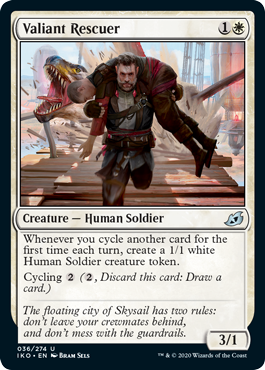 Valiant Rescuer 1
Creature — Human Soldier
Whenever you cycle another card for the
first time each turn, create a 1/1 white
Human Soldier creature token.
Cycling 2 (2, Discard this card: Draw a
card.)
The floating city of Skysail has two rules:
don't leave your crewmates behind,
and don't mess with the guardrails.
3/1
036/274 U
IKO • EN Bram Sels
™ & © 2020 Wizards of the Coast